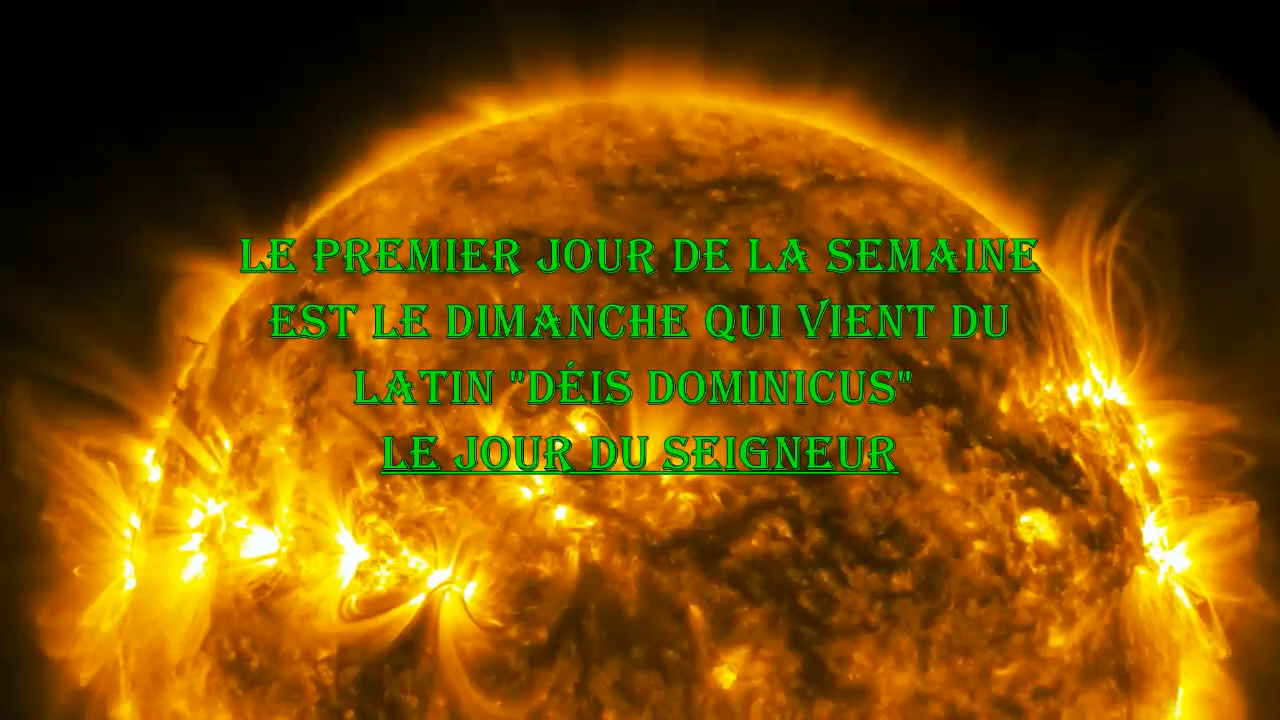 LE PREMIER JOUR DE LA SEMAINE
EST LE DIMANCHE QUI VIENT DU
LATIN "DÉIS DOMINICUS"
LE JOUR DU SEIGNEUR